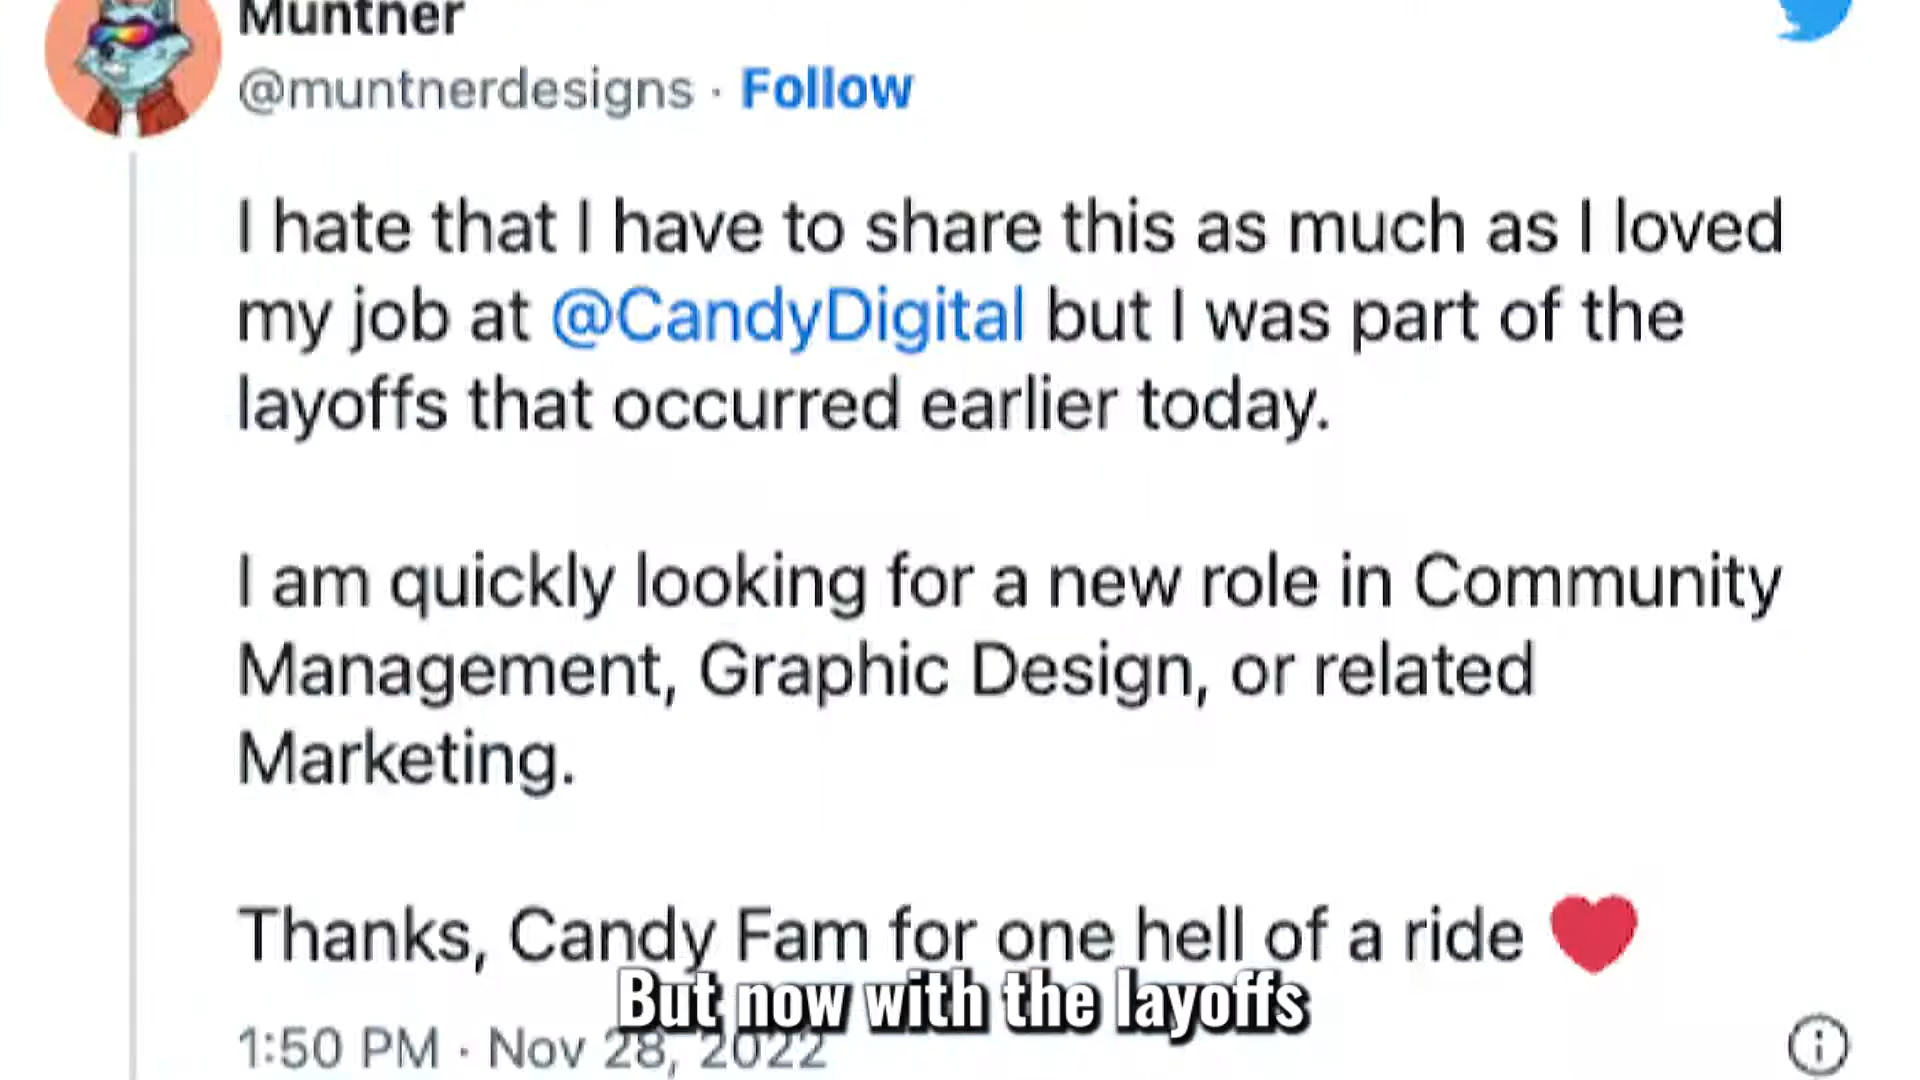 Muntner
@muntnerdesigns · Follow
I hate that I have to share this as much as I loved
my job at @CandyDigital but I was part of the
layoffs that occurred earlier today.
I am quickly looking for a new role in Community
Management, Graphic Design, or related
Marketing.
Thanks, Candy Fam for one hell of a ride ❤️
But now with the layoffs
1:50 PM · Nov 28, 2022